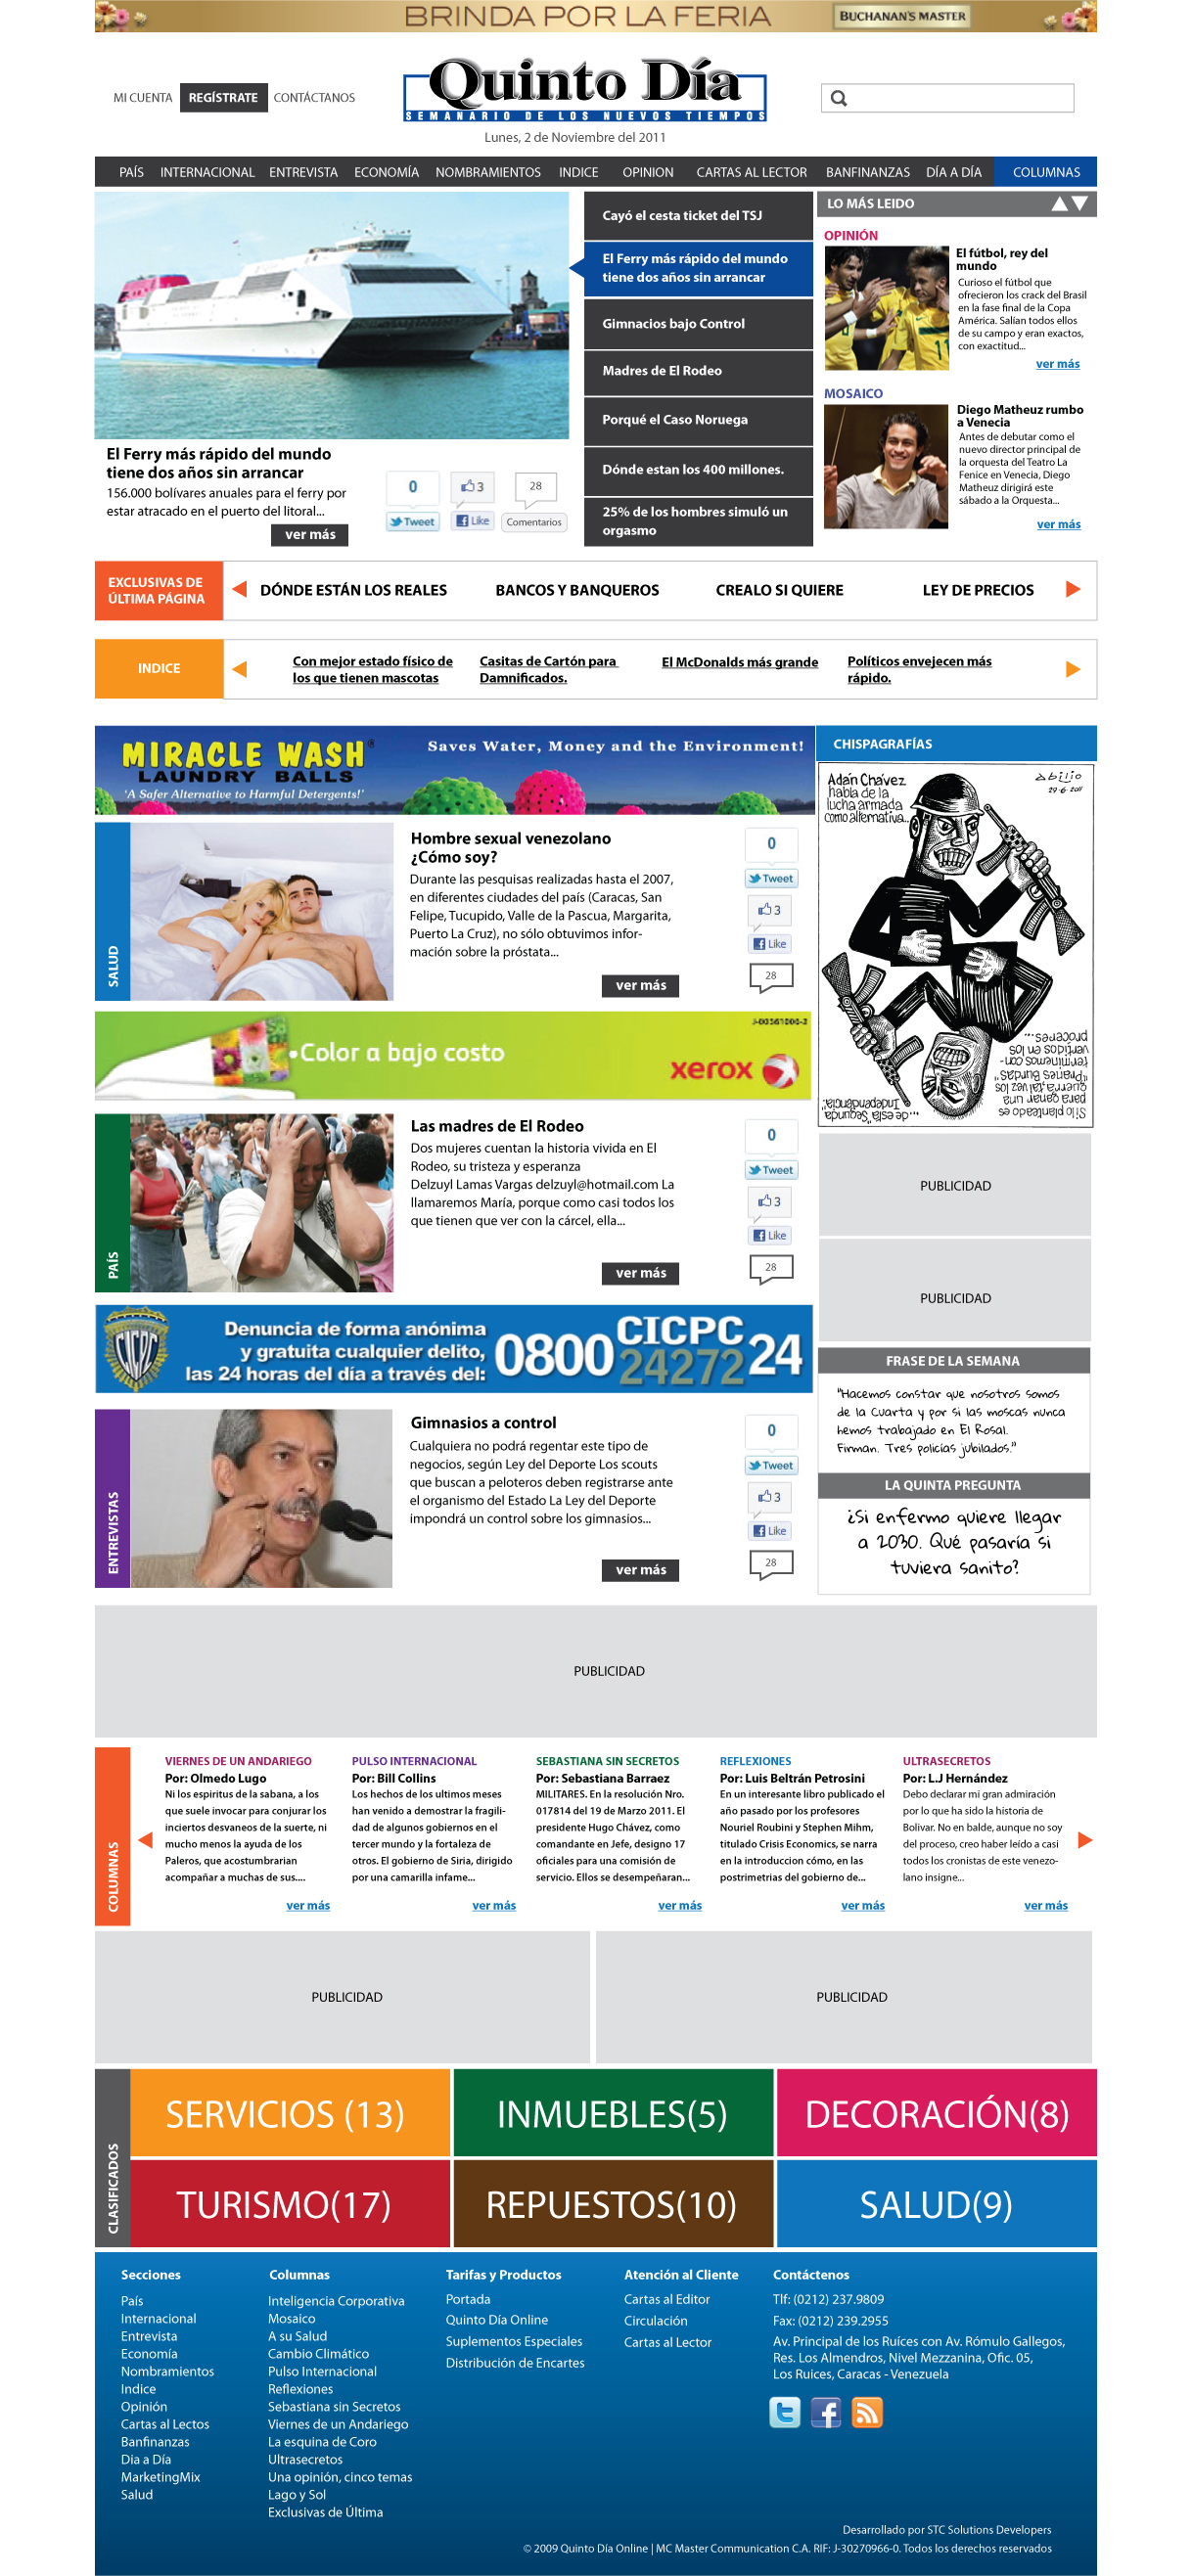 BRINDA POR LA FERIA
BUCHANAN'S MASTER
MI CUENTA REGÍSTRATE CONTÁCTANOS
Quinto Día
SEMANARIO DE LOS NUEVOS TIEMPOS
Lunes, 2 de Noviembre del 2011
PAÍS INTERNACIONAL ENTREVISTA ECONOMÍA NOMBRAMIENTOS INDICE OPINION CARTAS AL LECTOR BANFINANZAS DÍA A DÍA COLUMNAS
El Ferry más rápido del mundo
tiene dos años sin arrancar
156.000 bolívares anuales para el ferry por
estar atracado en el puerto del litoral...
ver más
0
Tweet
3
Like
28
Comentarios
Cayó el cesta ticket del TSJ
El Ferry más rápido del mundo
tiene dos años sin arrancar
Gimnacios bajo Control
Madres de El Rodeo
Porqué el Caso Noruega
Dónde estan los 400 millones.
25% de los hombres simuló un
orgasmo
LO MÁS LEIDO
OPINIÓN
El fútbol, rey del
mundo
Curioso el fútbol que
ofrecieron los crack del Brasil
en la fase final de la Copa
América. Salían todos ellos
de su campo y eran exactos,
con exactitud...
ver más
MOSAICO
Diego Matheuz rumbo
a Venecia
Antes de debutar como el
nuevo director principal de
la orquesta del Teatro La
Fenice en Venecia, Diego
Matheuz dirigirá este
sábado a la Orquesta...
ver más
EXCLUSIVAS DE
ÚLTIMA PÁGINA
DÓNDE ESTÁN LOS REALES BANCOS Y BANQUEROS CREALO SI QUIERE LEY DE PRECIOS
INDICE
Con mejor estado físico de
los que tienen mascotas
Casitas de Cartón para
Damnificados.
El McDonalds más grande
Políticos envejecen más
rápido.
MIRACLE WASH®
LAUNDRY BALLS
'A Safer Alternative to Harmful Detergents!'
Saves Water, Money and the Environment!
SALUD
Hombre sexual venezolano
¿Cómo soy?
Durante las pesquisas realizadas hasta el 2007,
en diferentes ciudades del país (Caracas, San
Felipe, Tucupido, Valle de la Pascua, Margarita,
Puerto La Cruz), no sólo obtuvimos infor-
mación sobre la próstata...
ver más
0
Tweet
3
Like
28
Color a bajo costo
J-00361006-2
xerox
PAÍS
Las madres de El Rodeo
Dos mujeres cuentan la historia vivida en El
Rodeo, su tristeza y esperanza
Delzuyl Lamas Vargas delzuyl@hotmail.com La
llamaremos María, porque como casi todos los
que tienen que ver con la cárcel, ella...
ver más
0
Tweet
3
Like
28
CICPC
Denuncia de forma anónima
y gratuita cualquier delito,
las 24 horas del día a través del:
0800 CICPC 24
24272
ENTREVISTAS
Gimnasios a control
Cualquiera no podrá regentar este tipo de
negocios, según Ley del Deporte Los scouts
que buscan a peloteros deben registrarse ante
el organismo del Estado La Ley del Deporte
impondrá un control sobre los gimnasios...
ver más
0
Tweet
3
Like
28
CHISPAGRAFÍAS
Adán Chávez
habla de la
lucha armada
como alternativa...
Abilio
29-6-2011
...de esta "Segunda
Independencia".
Sólo planteado
para ganar una
guerra, tal vez los
"Panes Burdas"
terminemos con-
vertidos en los
próceres...
PUBLICIDAD
PUBLICIDAD
FRASE DE LA SEMANA
"Hacemos constar que nosotros somos
de la Cuarta y por si las moscas nunca
hemos trabajado en El Rosal.
Firman. Tres policías jubilados."
LA QUINTA PREGUNTA
¿Si enfermo quiere llegar
a 2030. Qué pasaría si
tuviera sanito?
PUBLICIDAD
COLUMNAS
VIERNES DE UN ANDARIEGO
Por: Olmedo Lugo
Ni los espiritus de la sabana, a los
que suele invocar para conjurar los
inciertos desvaneos de la suerte, ni
mucho menos la ayuda de los
Paleros, que acostumbrarian
acompañar a muchas de sus....
ver más
PULSO INTERNACIONAL
Por: Bill Collins
Los hechos de los ultimos meses
han venido a demostrar la fragili-
dad de algunos gobiernos en el
tercer mundo y la fortaleza de
otros. El gobierno de Siria, dirigido
por una camarilla infame...
ver más
SEBASTIANA SIN SECRETOS
Por: Sebastiana Barraez
MILITARES. En la resolución Nro.
017814 del 19 de Marzo 2011. El
presidente Hugo Chávez, como
comandante en Jefe, designo 17
oficiales para una comisión de
servicio. Ellos se desempeñaran...
ver más
REFLEXIONES
Por: Luis Beltrán Petrosini
En un interesante libro publicado el
año pasado por los profesores
Nouriel Roubini y Stephen Mihm,
titulado Crisis Economics, se narra
en la introduccion cómo, en las
postrimetrias del gobierno de...
ver más
ULTRASECRETOS
Por: L.J Hernández
Debo declarar mi gran admiración
por lo que ha sido la historia de
Bolivar. No en balde, aunque no soy
del proceso, creo haber leído a casi
todos los cronistas de este venezo-
lano insigne...
ver más
PUBLICIDAD
PUBLICIDAD
CLASIFICADOS
SERVICIOS (13) INMUEBLES(5) DECORACIÓN(8)
TURISMO(17) REPUESTOS(10) SALUD(9)
Secciones
País
Internacional
Entrevista
Economía
Nombramientos
Indice
Opinión
Cartas al Lectos
Banfinanzas
Dia a Día
MarketingMix
Salud
Columnas
Inteligencia Corporativa
Mosaico
A su Salud
Cambio Climático
Pulso Internacional
Reflexiones
Sebastiana sin Secretos
Viernes de un Andariego
La esquina de Coro
Ultrasecretos
Una opinión, cinco temas
Lago y Sol
Exclusivas de Última
Tarifas y Productos
Portada
Quinto Día Online
Suplementos Especiales
Distribución de Encartes
Atención al Cliente
Cartas al Editor
Circulación
Cartas al Lector
Contáctenos
Tlf: (0212) 237.9809
Fax: (0212) 239.2955
Av. Principal de los Ruíces con Av. Rómulo Gallegos,
Res. Los Almendros, Nivel Mezzanina, Ofic. 05,
Los Ruices, Caracas - Venezuela
Desarrollado por STC Solutions Developers
© 2009 Quinto Día Online | MC Master Communication C.A. RIF: J-30270966-0. Todos los derechos reservados